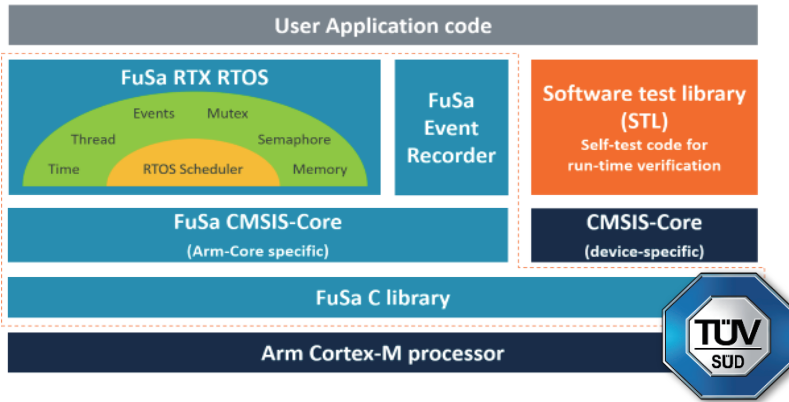 User Application code
FuSa RTX RTOS
Events
Mutex
Thread
Semaphore
Time
RTOS Scheduler
Memory
FuSa
Event
Recorder
Software test library
(STL)
Self-test code for
run-time verification
FuSa CMSIS-Core
(Arm-Core specific)
CMSIS-Core
(device-specific)
FuSa C library
Arm Cortex-M processor
TÜV
SÜD